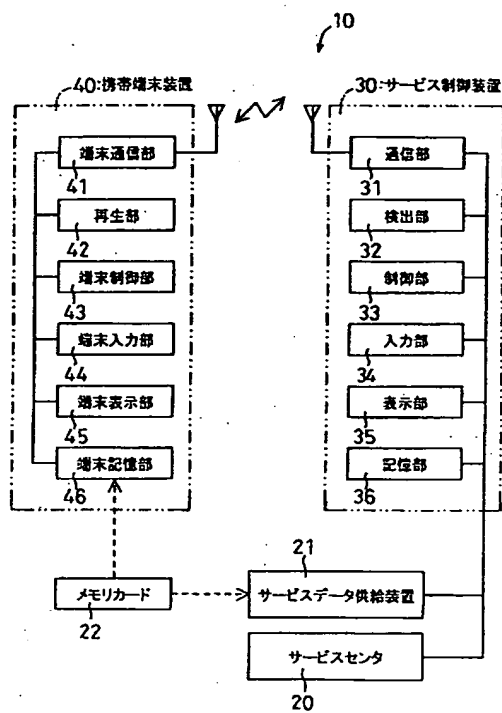 10
40:携帯端末装置
端末通信部
41
再生部
42
端末制御部
43
端末入力部
44
端末表示部
45
端末記憶部
46
30:サービス制御装置
通信部
31
検出部
32
制御部
33
入力部
34
表示部
35
記憶部
36
メモリカード
22
21
サービスデータ供給装置
サービスセンタ
20